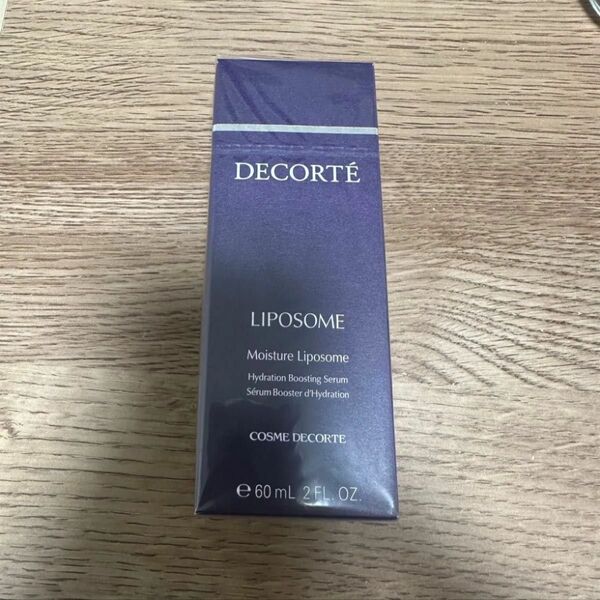 DECORTÉ
LIPOSOME
Moisture Liposome
Hydration Boosting Serum
Sérum Booster d'Hydration
COSME DECORTE
℮ 60 mL 2 FL. OZ.